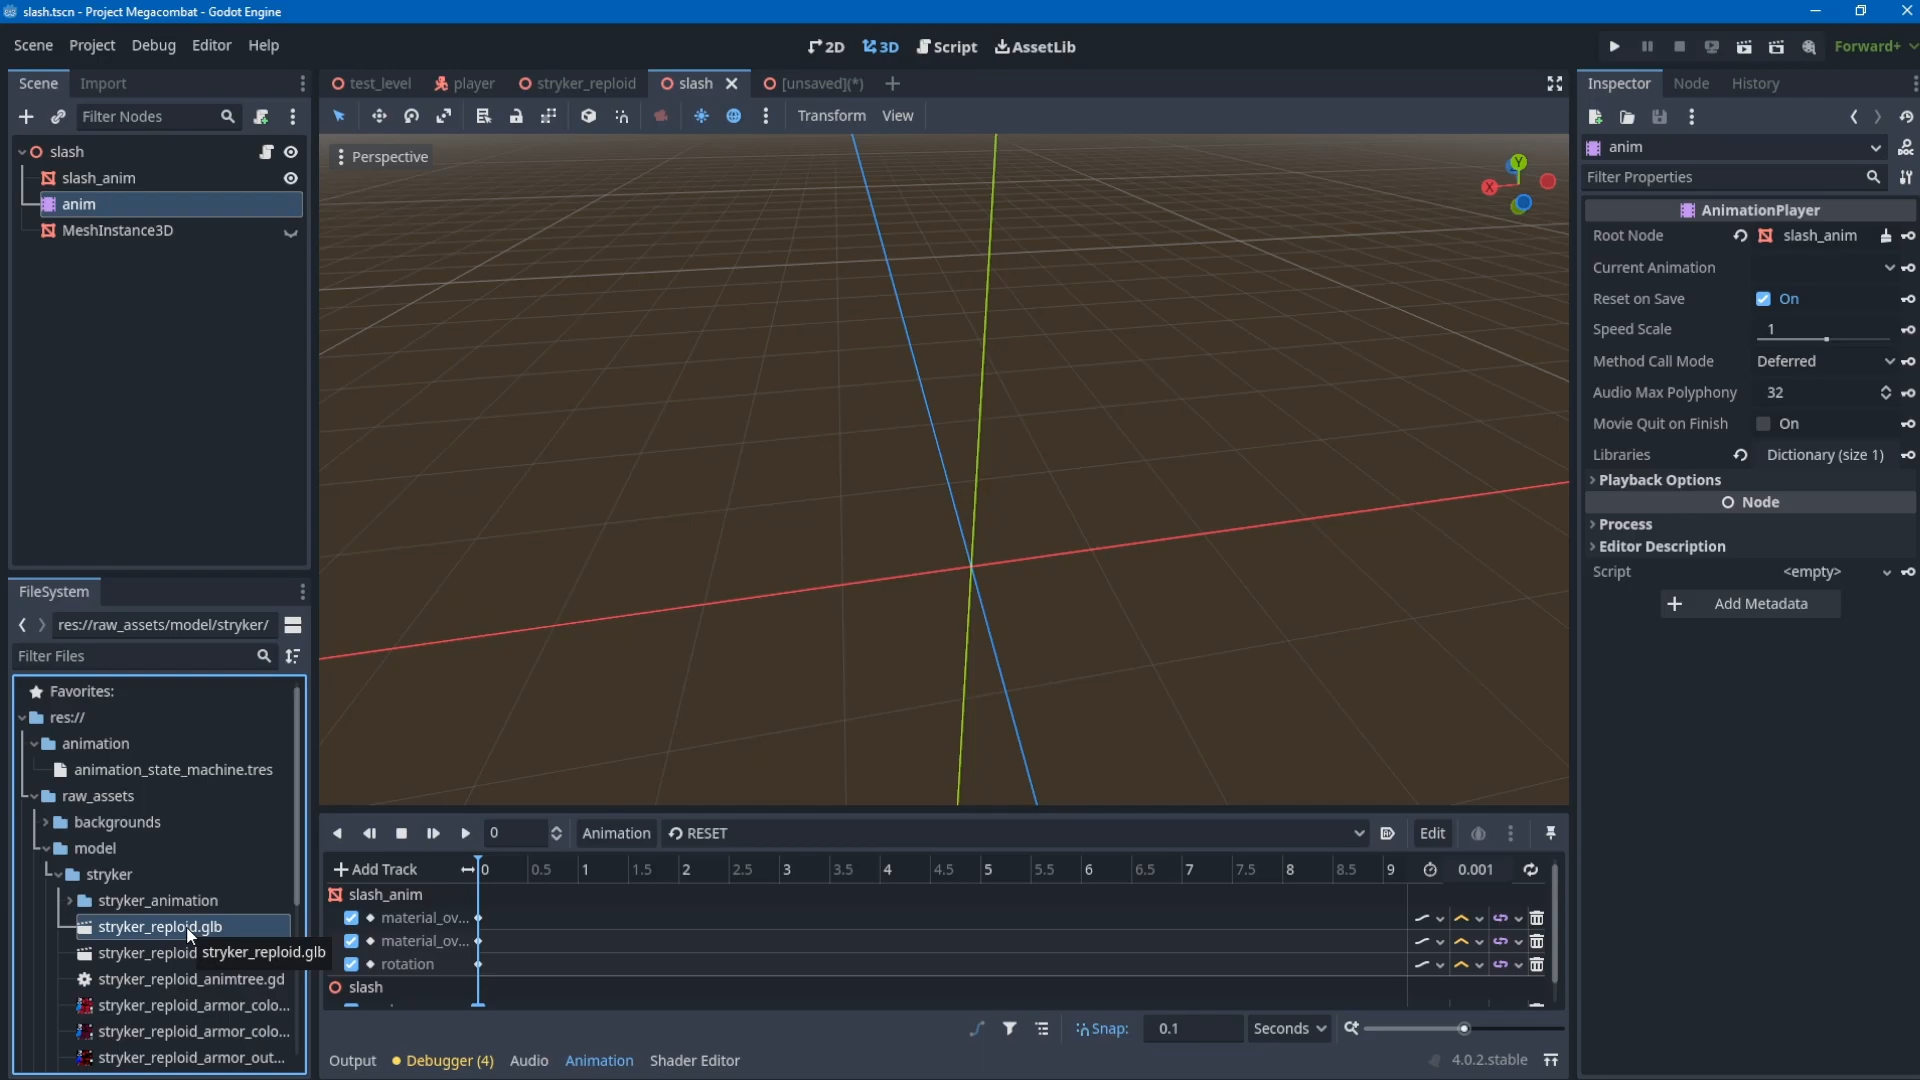 slash.tscn - Project Megacombat - Godot Engine
Scene Project Debug Editor Help
2D 3D Script AssetLib
Forward+
Scene Import
test_level player stryker_reploid slash [unsaved](*)
Inspector Node History
Filter Nodes
Transform View
slash
slash_anim
anim
MeshInstance3D
Perspective
Y
X
anim
Filter Properties
AnimationPlayer
Root Node slash_anim
Current Animation
Reset on Save On
Speed Scale 1
Method Call Mode Deferred
Audio Max Polyphony 32
Movie Quit on Finish On
Libraries Dictionary (size 1)
Playback Options
Node
Process
Editor Description
Script <empty>
Add Metadata
FileSystem
res://raw_assets/model/stryker/
Filter Files
Favorites:
res://
animation
animation_state_machine.tres
raw_assets
backgrounds
model
stryker
stryker_animation
stryker_reploid.glb
stryker_reploid
stryker_reploid.glb
stryker_reploid_animtree.gd
stryker_reploid_armor_colo...
stryker_reploid_armor_colo...
stryker_reploid_armor_out...
0 Animation RESET Edit
Add Track 0 0.5 1 1.5 2 2.5 3 3.5 4 4.5 5 5.5 6 6.5 7 7.5 8 8.5 9 0.001
slash_anim
material_ov...
material_ov...
rotation
slash
Snap: 0.1 Seconds
Output Debugger (4) Audio Animation Shader Editor 4.0.2.stable